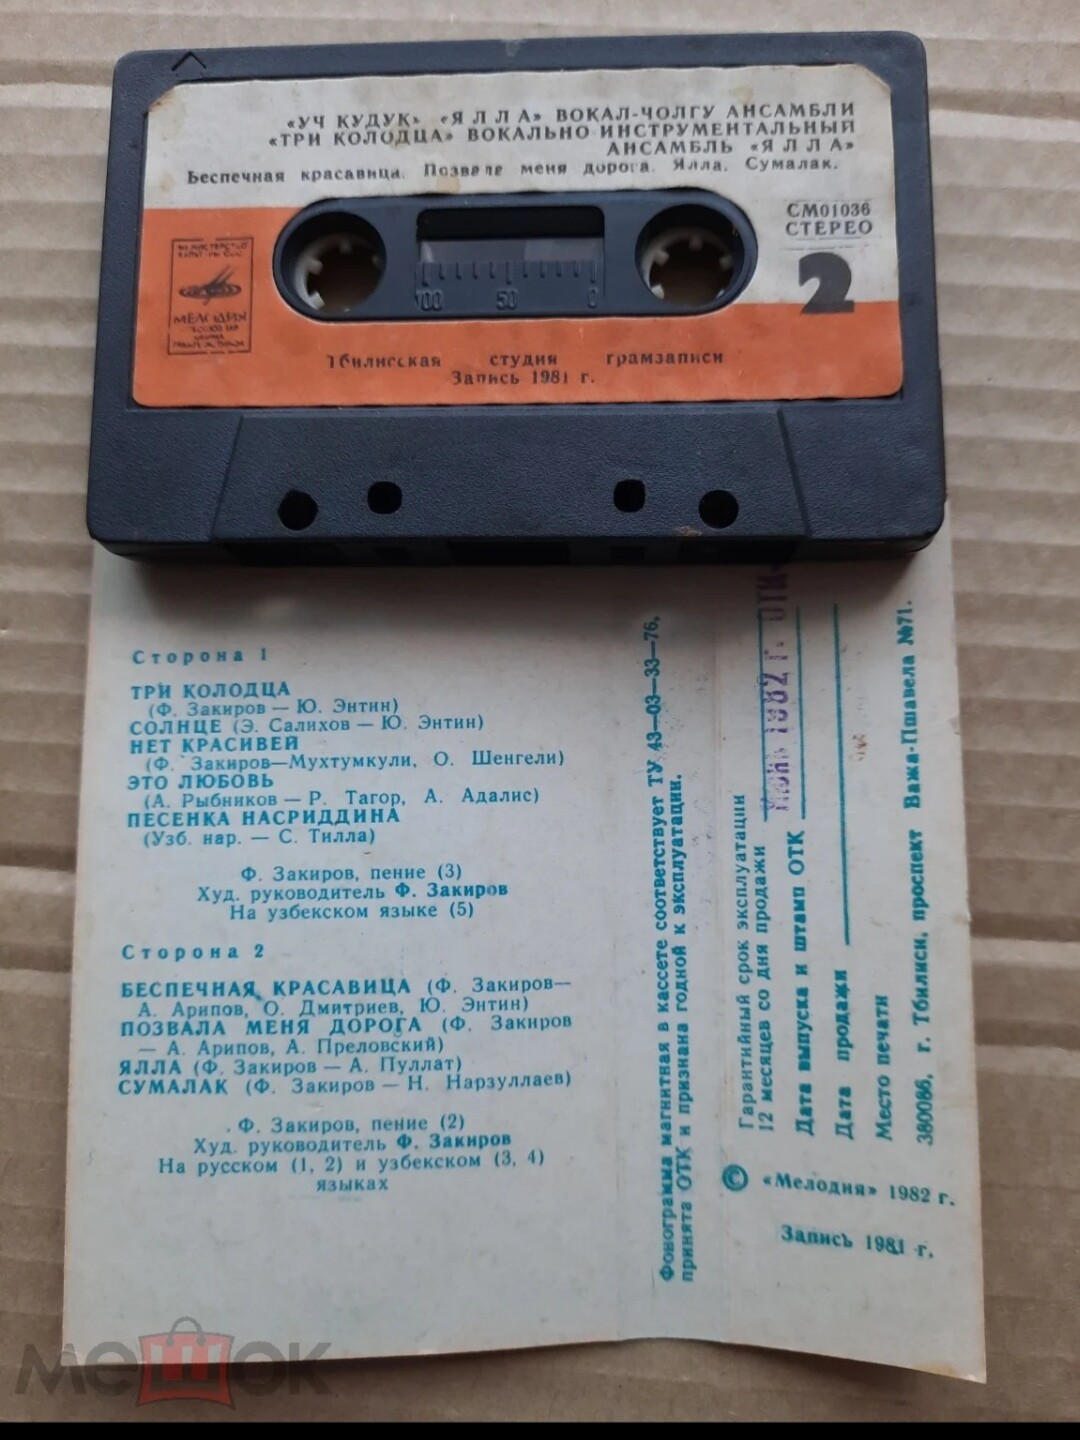 «УЧ КУДУК» «ЯЛЛА» ВОКАЛ-ЧОЛГУ АНСАМБЛИ
«ТРИ КОЛОДЦА» ВОКАЛЬНО-ИНСТРУМЕНТАЛЬНЫЙ
АНСАМБЛЬ «ЯЛЛА»
Беспечная красавица. Позвала меня дорога. Ялла. Сумалак.
СМ01036
СТЕРЕО
2
МЕЛОДИЯ
100 50 0
Тбилисская студия грамзаписи
Запись 1981 г.
Сторона 1
ТРИ КОЛОДЦА
(Ф. Закиров — Ю. Энтин)
СОЛНЦЕ (Э. Салихов — Ю. Энтин)
НЕТ КРАСИВЕЙ
(Ф. Закиров—Мухтумкули, О. Шенгели)
ЭТО ЛЮБОВЬ
(А. Рыбников — Р. Тагор, А. Адалис)
ПЕСЕНКА НАСРИДДИНА
(Узб. нар. — С. Тилла)
Ф. Закиров, пение (3)
Худ. руководитель Ф. Закиров
На узбекском языке (5)
Сторона 2
БЕСПЕЧНАЯ КРАСАВИЦА (Ф. Закиров—
А. Арипов, О. Дмитриев, Ю. Энтин)
ПОЗВАЛА МЕНЯ ДОРОГА (Ф. Закиров
— А. Арипов, А. Преловский)
ЯЛЛА (Ф. Закиров — А. Пуллат)
СУМАЛАК (Ф. Закиров — Н. Нарзуллаев)
Ф. Закиров, пение (2)
Худ. руководитель Ф. Закиров
На русском (1, 2) и узбекском (3, 4)
языках
Фонограмма магнитная в кассете соответствует ТУ 43—03—33—76,
принята ОТК и признана годной к эксплуатации.
Гарантийный срок эксплуатации
12 месяцев со дня продажи
1982 г. ОТК
Дата выпуска и штамп ОТК
Дата продажи
Место печати
380086, г. Тбилиси, проспект Важа-Пшавела №71.
© «Мелодия» 1982 г.
Запись 1981 г.
мешок